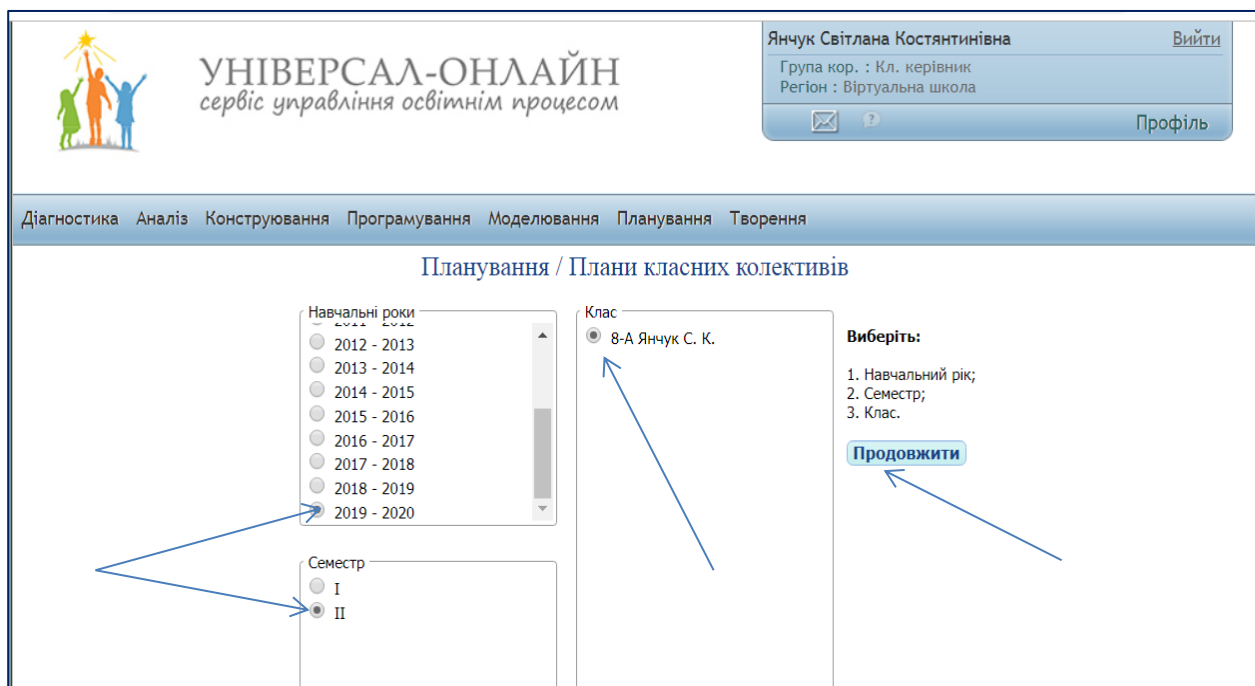 УНІВЕРСАЛ-ОНЛАЙН
сервіс управління освітнім процесом
Янчук Світлана Костянтинівна Вийти
Група кор. : Кл. керівник
Регіон : Віртуальна школа
Профіль
Діагностика Аналіз Конструювання Програмування Моделювання Планування Творення
Планування / Плани класних колективів
Навчальні роки
2011 - 2012
2012 - 2013
2013 - 2014
2014 - 2015
2015 - 2016
2016 - 2017
2017 - 2018
2018 - 2019
2019 - 2020
Семестр
I
II
Клас
8-А Янчук С. К.
Виберіть:
1. Навчальний рік;
2. Семестр;
3. Клас.
Продовжити